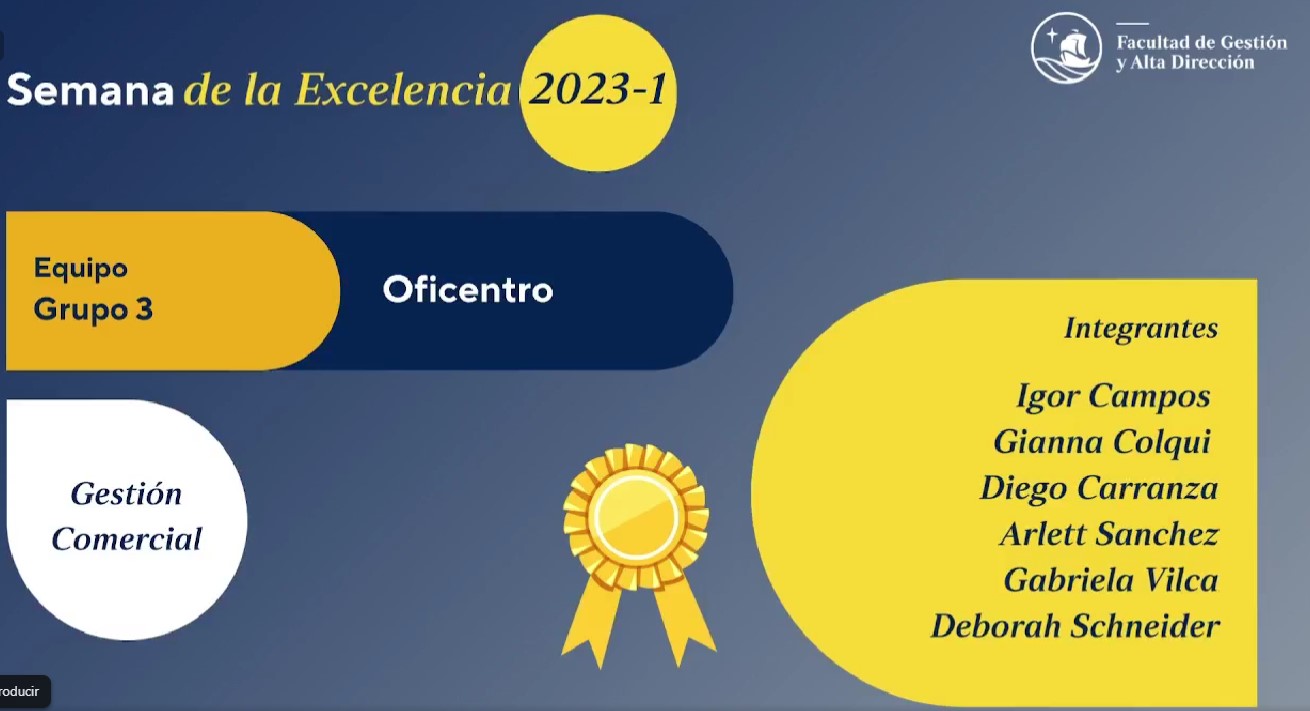 Semana de la Excelencia 2023-1
Facultad de Gestión
y Alta Dirección
Equipo
Grupo 3
Oficentro
Gestión
Comercial
Integrantes
Igor Campos
Gianna Colqui
Diego Carranza
Arlett Sanchez
Gabriela Vilca
Deborah Schneider
roducir